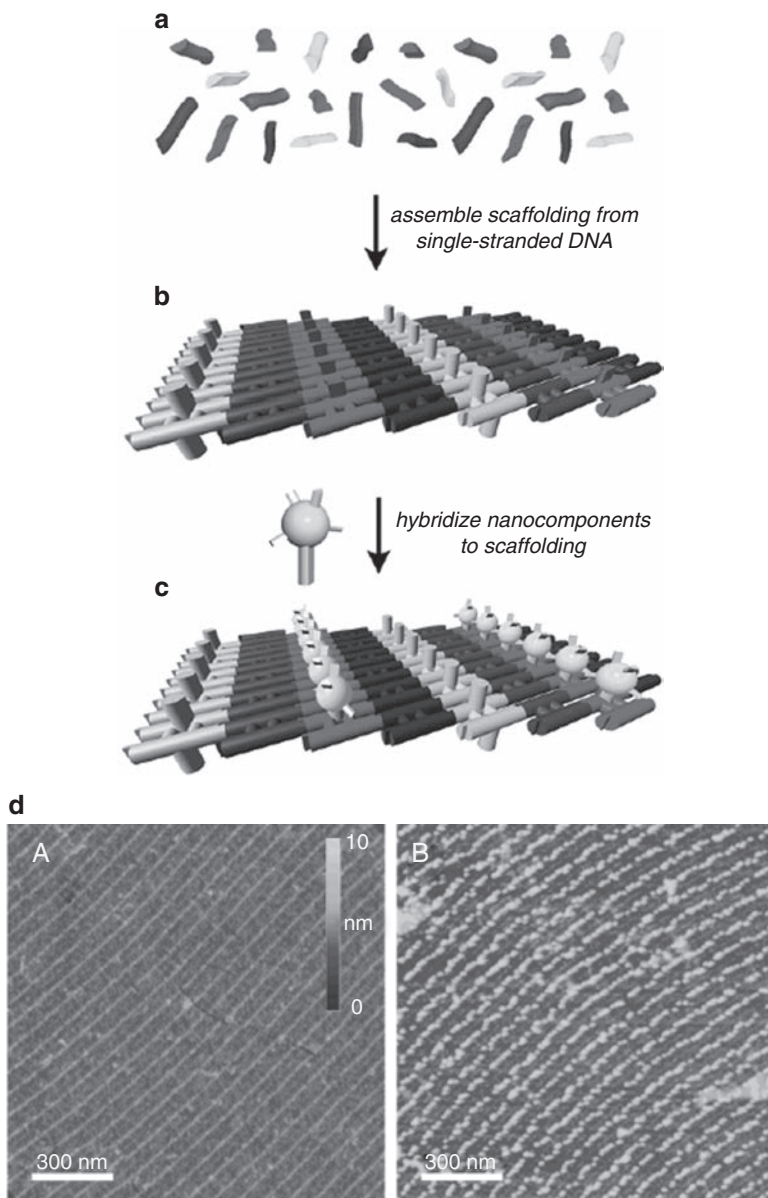 a
assemble scaffolding from
single-stranded DNA
b
hybridize nanocomponents
to scaffolding
c
d
A
10
nm
0
300 nm
B
300 nm